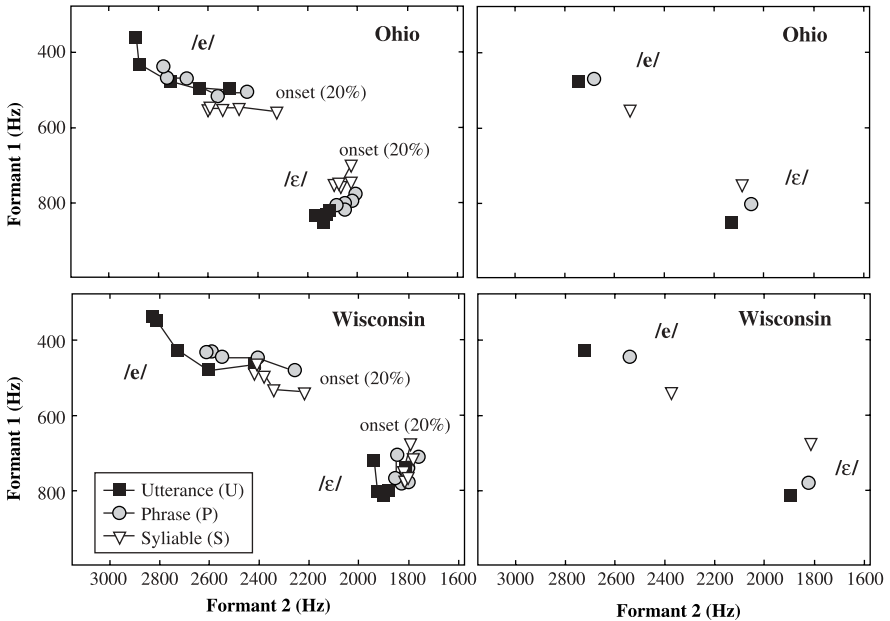 Ohio
/e/
onset (20%)
onset (20%)
/ɛ/
400
600
800
Formant 1 (Hz)
Ohio
/e/
/ɛ/
Wisconsin
/e/
onset (20%)
onset (20%)
/ɛ/
400
600
800
Formant 1 (Hz)
Utterance (U)
Phrase (P)
Syliable (S)
3000 2800 2600 2400 2200 2000 1800 1600
Formant 2 (Hz)
Wisconsin
/e/
/ɛ/
3000 2800 2600 2400 2200 2000 1800 1600
Formant 2 (Hz)